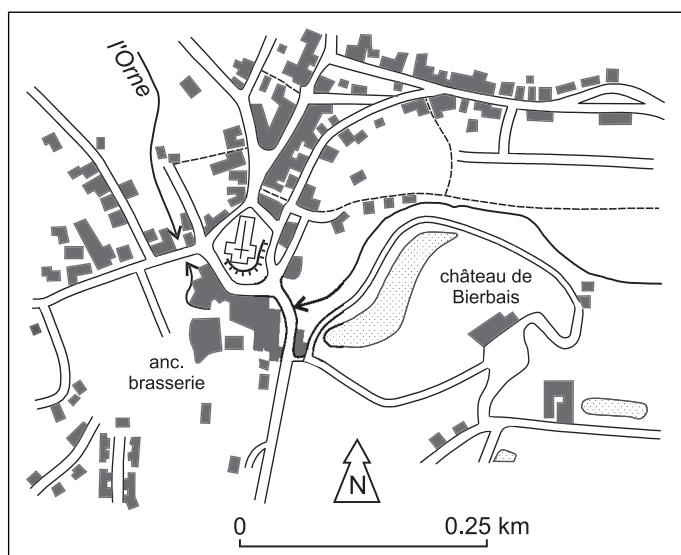 l'Orne
château de
Bierbais
anc.
brasserie
N
0 0.25 km